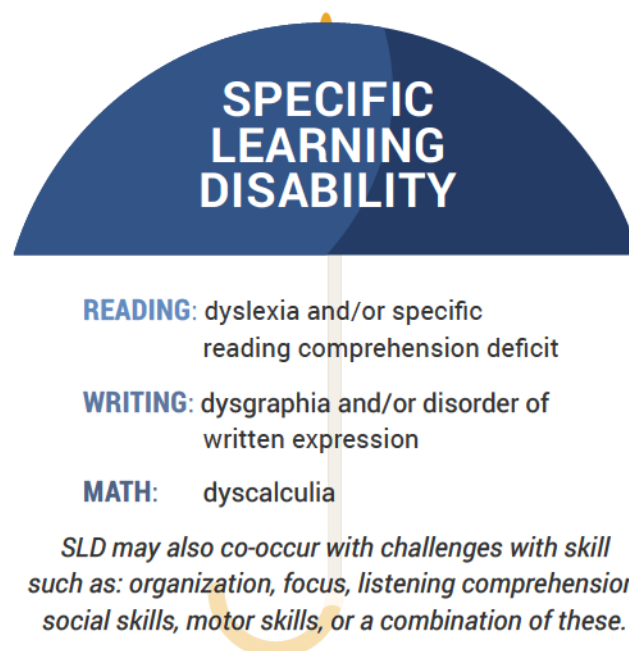 SPECIFIC
LEARNING
DISABILITY
READING: dyslexia and/or specific
reading comprehension deficit
WRITING: dysgraphia and/or disorder of
written expression
MATH: dyscalculia
SLD may also co-occur with challenges with skill
such as: organization, focus, listening comprehension
social skills, motor skills, or a combination of these.